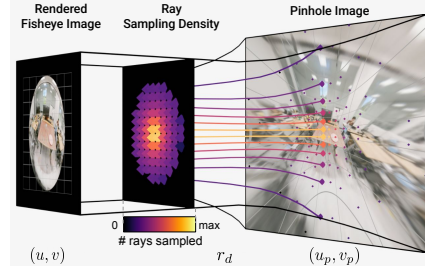 Rendered
Fisheye Image
Ray
Sampling Density
Pinhole Image
0
max
# rays sampled
(u, v)
r_d
(u_p, v_p)